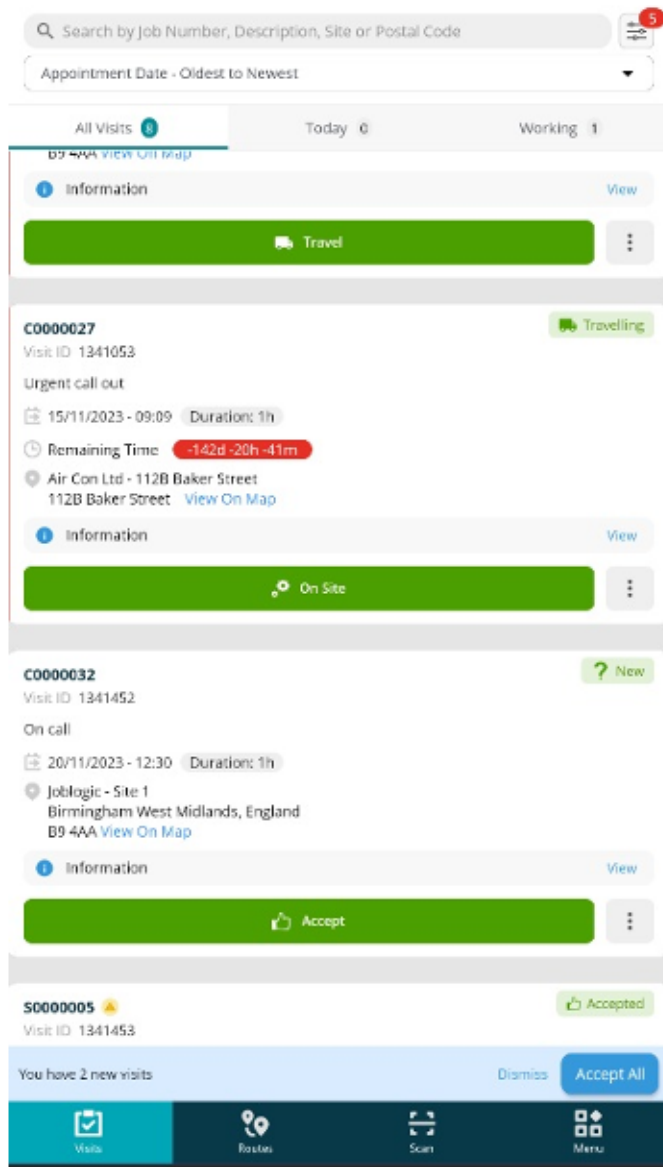 Search by Job Number, Description, Site or Postal Code
5
Appointment Date - Oldest to Newest
All Visits 8
Today 0
Working 1
B9 4AA View On Map
Information View
Travel
C0000027
Travelling
Visit ID 1341053
Urgent call out
15/11/2023 - 09:09 Duration: 1h
Remaining Time -142d -20h -41m
Air Con Ltd - 112B Baker Street
112B Baker Street View On Map
Information View
On Site
C0000032
New
Visit ID 1341452
On call
20/11/2023 - 12:30 Duration: 1h
Joblogic - Site 1
Birmingham West Midlands, England
B9 4AA View On Map
Information View
Accept
S0000005
Accepted
Visit ID 1341453
You have 2 new visits Dismiss Accept All
Visits Routes Scan Menu